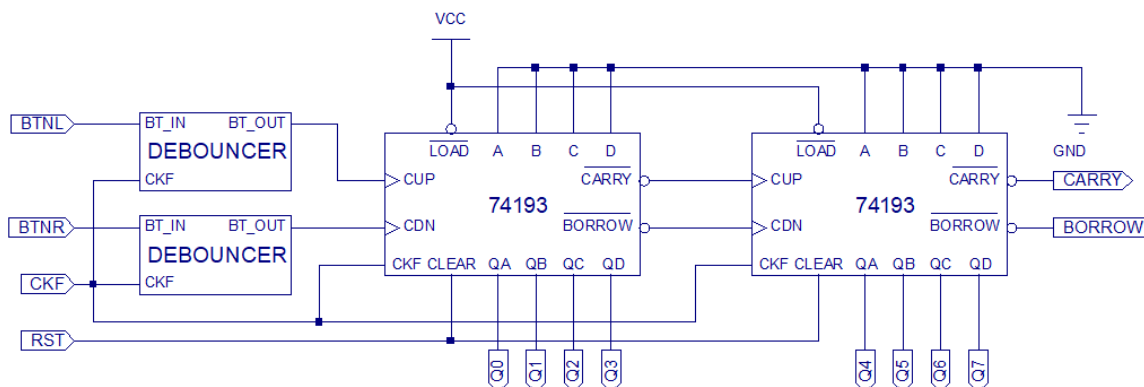 VCC
BTNL
BT_IN BT_OUT
DEBOUNCER
CKF
LOAD A B C D
CUP CARRY
74193
CDN BORROW
CKF CLEAR QA QB QC QD
LOAD A B C D
CUP CARRY
74193
CDN BORROW
CKF CLEAR QA QB QC QD
GND
CARRY
BORROW
BTNR
BT_IN BT_OUT
DEBOUNCER
CKF
CKF
RST
Q0 Q1 Q2 Q3 Q4 Q5 Q6 Q7